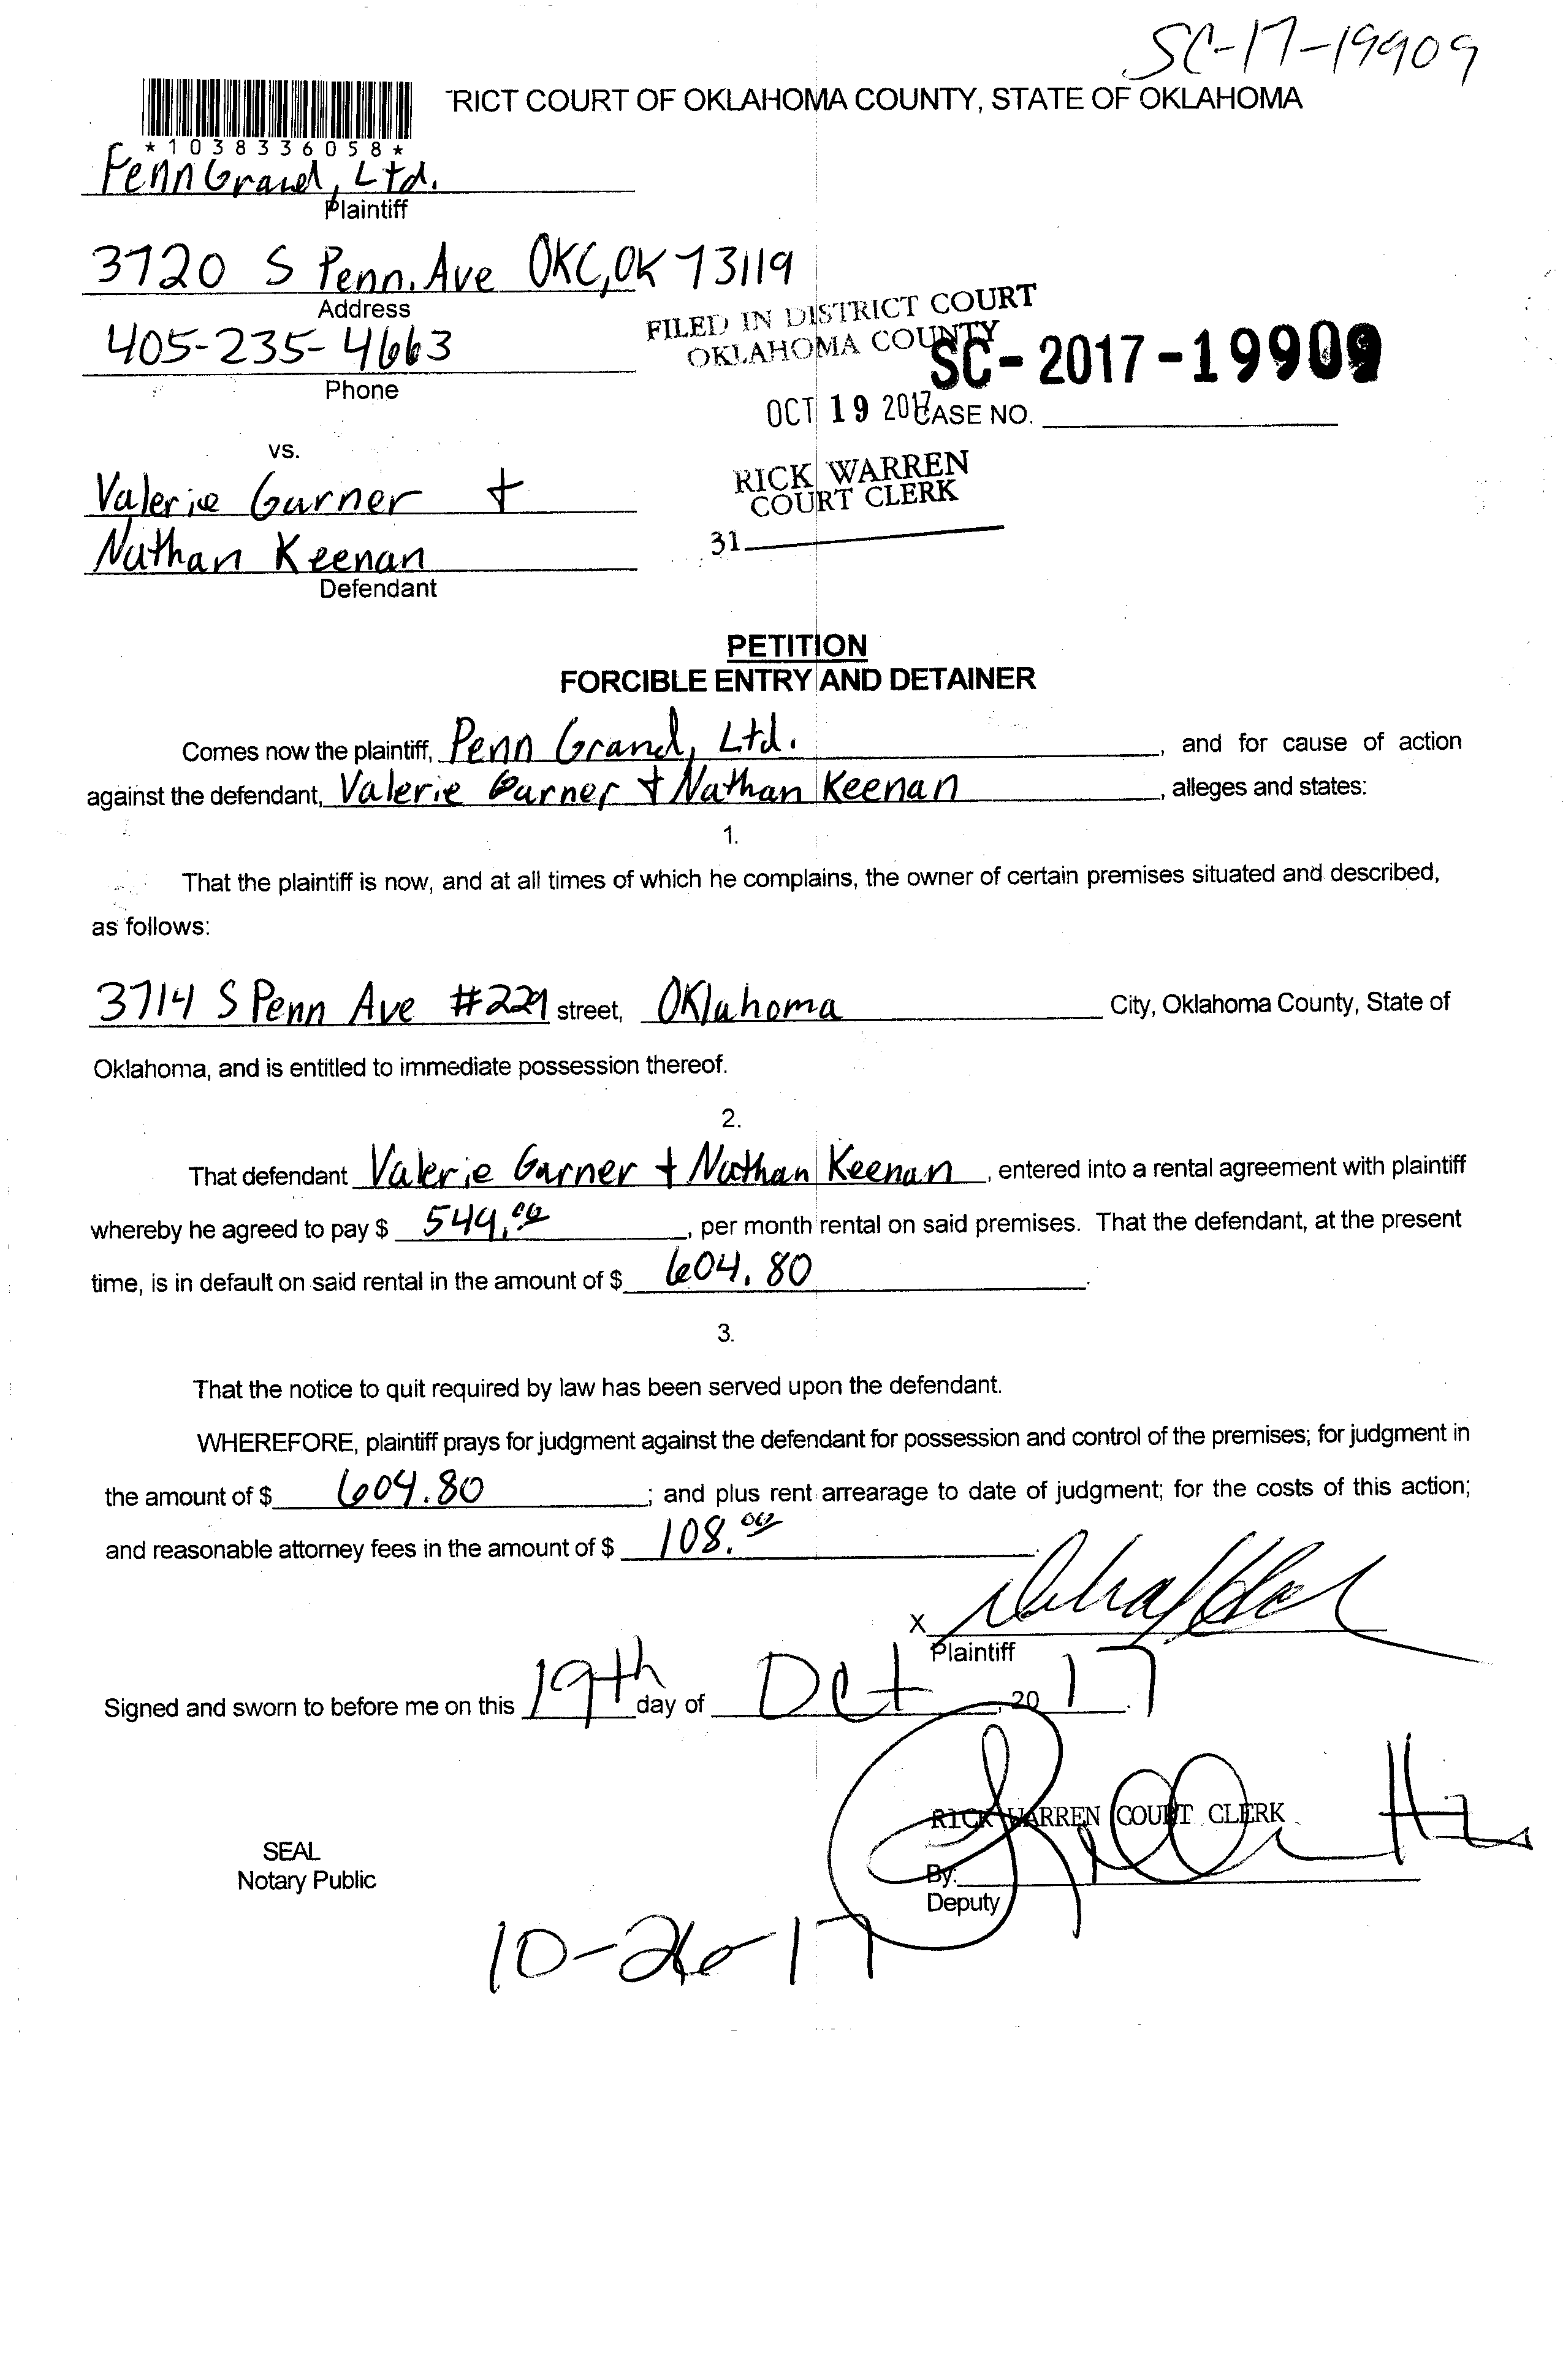 SC-17-19909
RICT COURT OF OKLAHOMA COUNTY, STATE OF OKLAHOMA
*1038336058*
Penn Grand, Ltd.
Plaintiff
3720 S Penn. Ave OKC, OK 73119
Address
405-235-4663
Phone
FILED IN DISTRICT COURT
OKLAHOMA COUNTY
SC-2017-19909
OCT 19 2017
CASE NO.
vs.
RICK WARREN
COURT CLERK
31
Valerie Garner +
Nathan Keenan
Defendant
PETITION
FORCIBLE ENTRY AND DETAINER
Comes now the plaintiff, Penn Grand, Ltd., and for cause of action
against the defendant, Valerie Garner + Nathan Keenan, alleges and states:
1.
That the plaintiff is now, and at all times of which he complains, the owner of certain premises situated and described,
as follows:
3714 S Penn Ave street, Oklahoma City, Oklahoma County, State of
Oklahoma, and is entitled to immediate possession thereof.
2.
That defendant Valerie Garner + Nathan Keenan, entered into a rental agreement with plaintiff
whereby he agreed to pay $ 549.00, per month rental on said premises. That the defendant, at the present
time, is in default on said rental in the amount of $ 604.80.
3.
That the notice to quit required by law has been served upon the defendant.
WHEREFORE, plaintiff prays for judgment against the defendant for possession and control of the premises; for judgment in
the amount of $ 604.80; and plus rent arrearage to date of judgment; for the costs of this action;
and reasonable attorney fees in the amount of $ 108.00.
X
Plaintiff
Signed and sworn to before me on this 19th day of Oct, 2017.
RICK WARREN COURT CLERK
SEAL
Notary Public
By:
Deputy
10-26-17